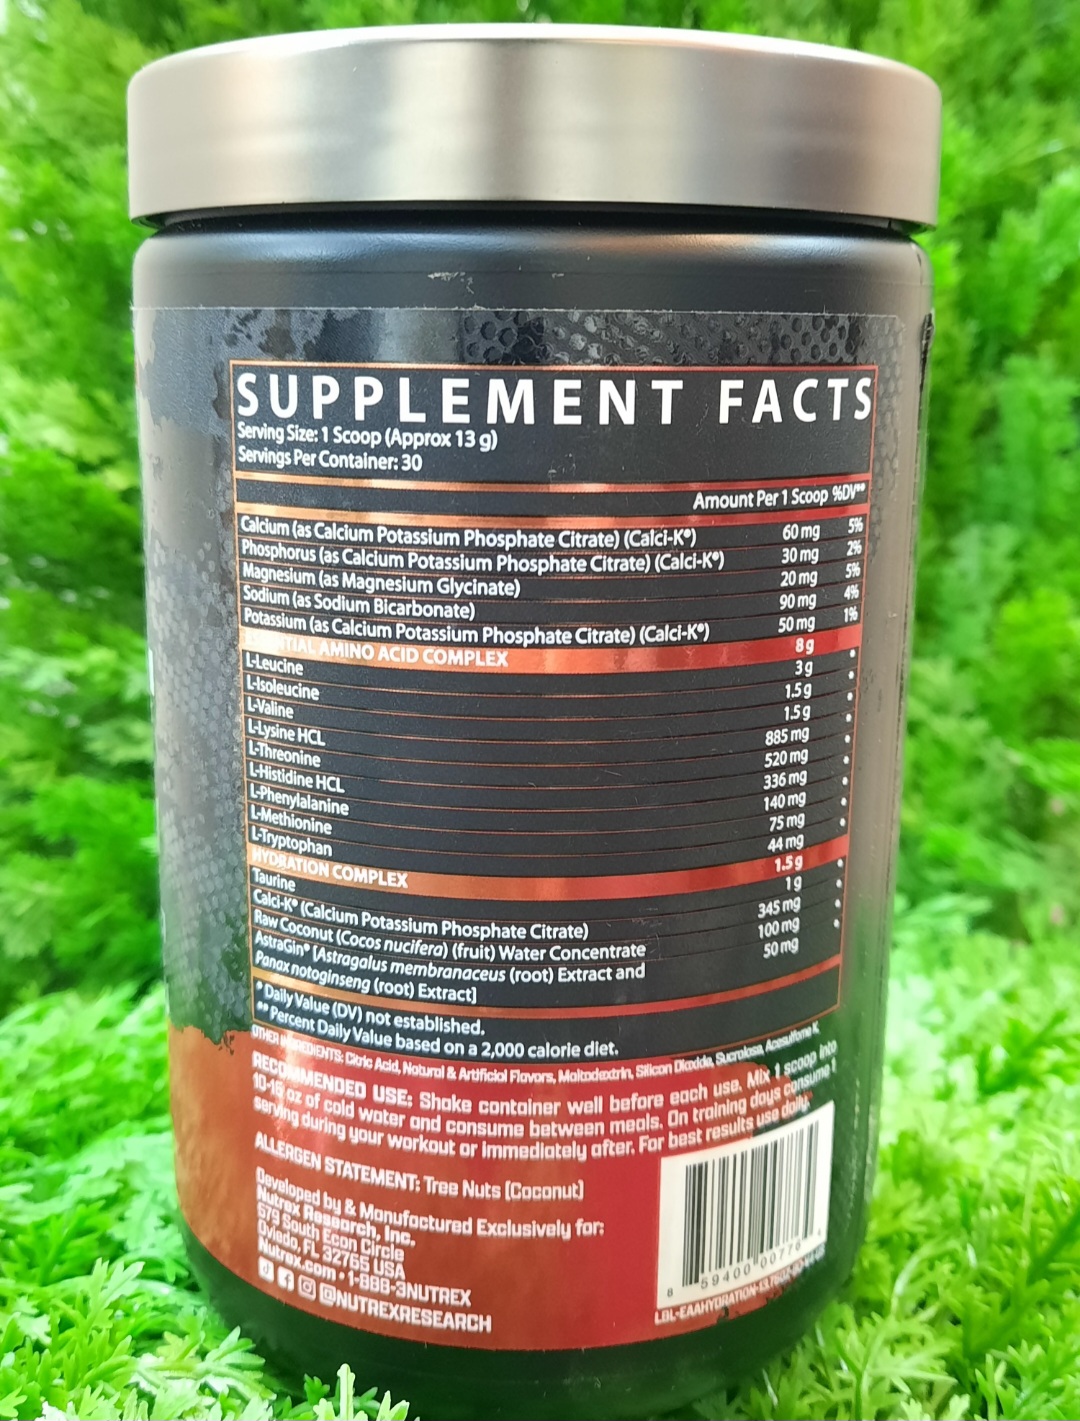 SUPPLEMENT FACTS
Serving Size: 1 Scoop (Approx 13 g)
Servings Per Container: 30
Amount Per 1 Scoop %DV**
Calcium (as Calcium Potassium Phosphate Citrate) (Calci-K®) 60 mg 5%
Phosphorus (as Calcium Potassium Phosphate Citrate) (Calci-K®) 30 mg 2%
Magnesium (as Magnesium Glycinate) 20 mg 5%
Sodium (as Sodium Bicarbonate) 90 mg 4%
Potassium (as Calcium Potassium Phosphate Citrate) (Calci-K®) 50 mg 1%
AMINO ACID COMPLEX 8 g *
L-Leucine 3 g *
L-Isoleucine 1.5 g *
L-Valine 1.5 g *
L-Lysine HCL 885 mg *
L-Threonine 520 mg *
L-Histidine HCL 336 mg *
L-Phenylalanine 140 mg *
L-Methionine 75 mg *
L-Tryptophan 44 mg
HYDRATION COMPLEX 1.5 g *
Taurine 1 g *
Calci-K® (Calcium Potassium Phosphate Citrate) 345 mg *
Raw Coconut (Cocos nucifera) (fruit) Water Concentrate 100 mg *
AstraGin® [Astragalus membranaceus (root) Extract and 50 mg
Panax notoginseng (root) Extract]
* Daily Value (DV) not established.
** Percent Daily Value based on a 2,000 calorie diet.
OTHER INGREDIENTS: Citric Acid, Natural & Artificial Flavors, Maltodextrin, Silicon Dioxide, Sucralose, Acesulfame K.
RECOMMENDED USE: Shake container well before each use. Mix 1 scoop into
10-16 oz of cold water and consume between meals. On training days consume 1
serving during your workout or immediately after. For best results use daily.
ALLERGEN STATEMENT: Tree Nuts (Coconut)
Developed by & Manufactured Exclusively for:
Nutrex Research, Inc.
579 South Econ Circle
Oviedo, FL 32765 USA
Nutrex.com • 1-888-3NUTREX
@NUTREXRESEARCH
8 59400 00776